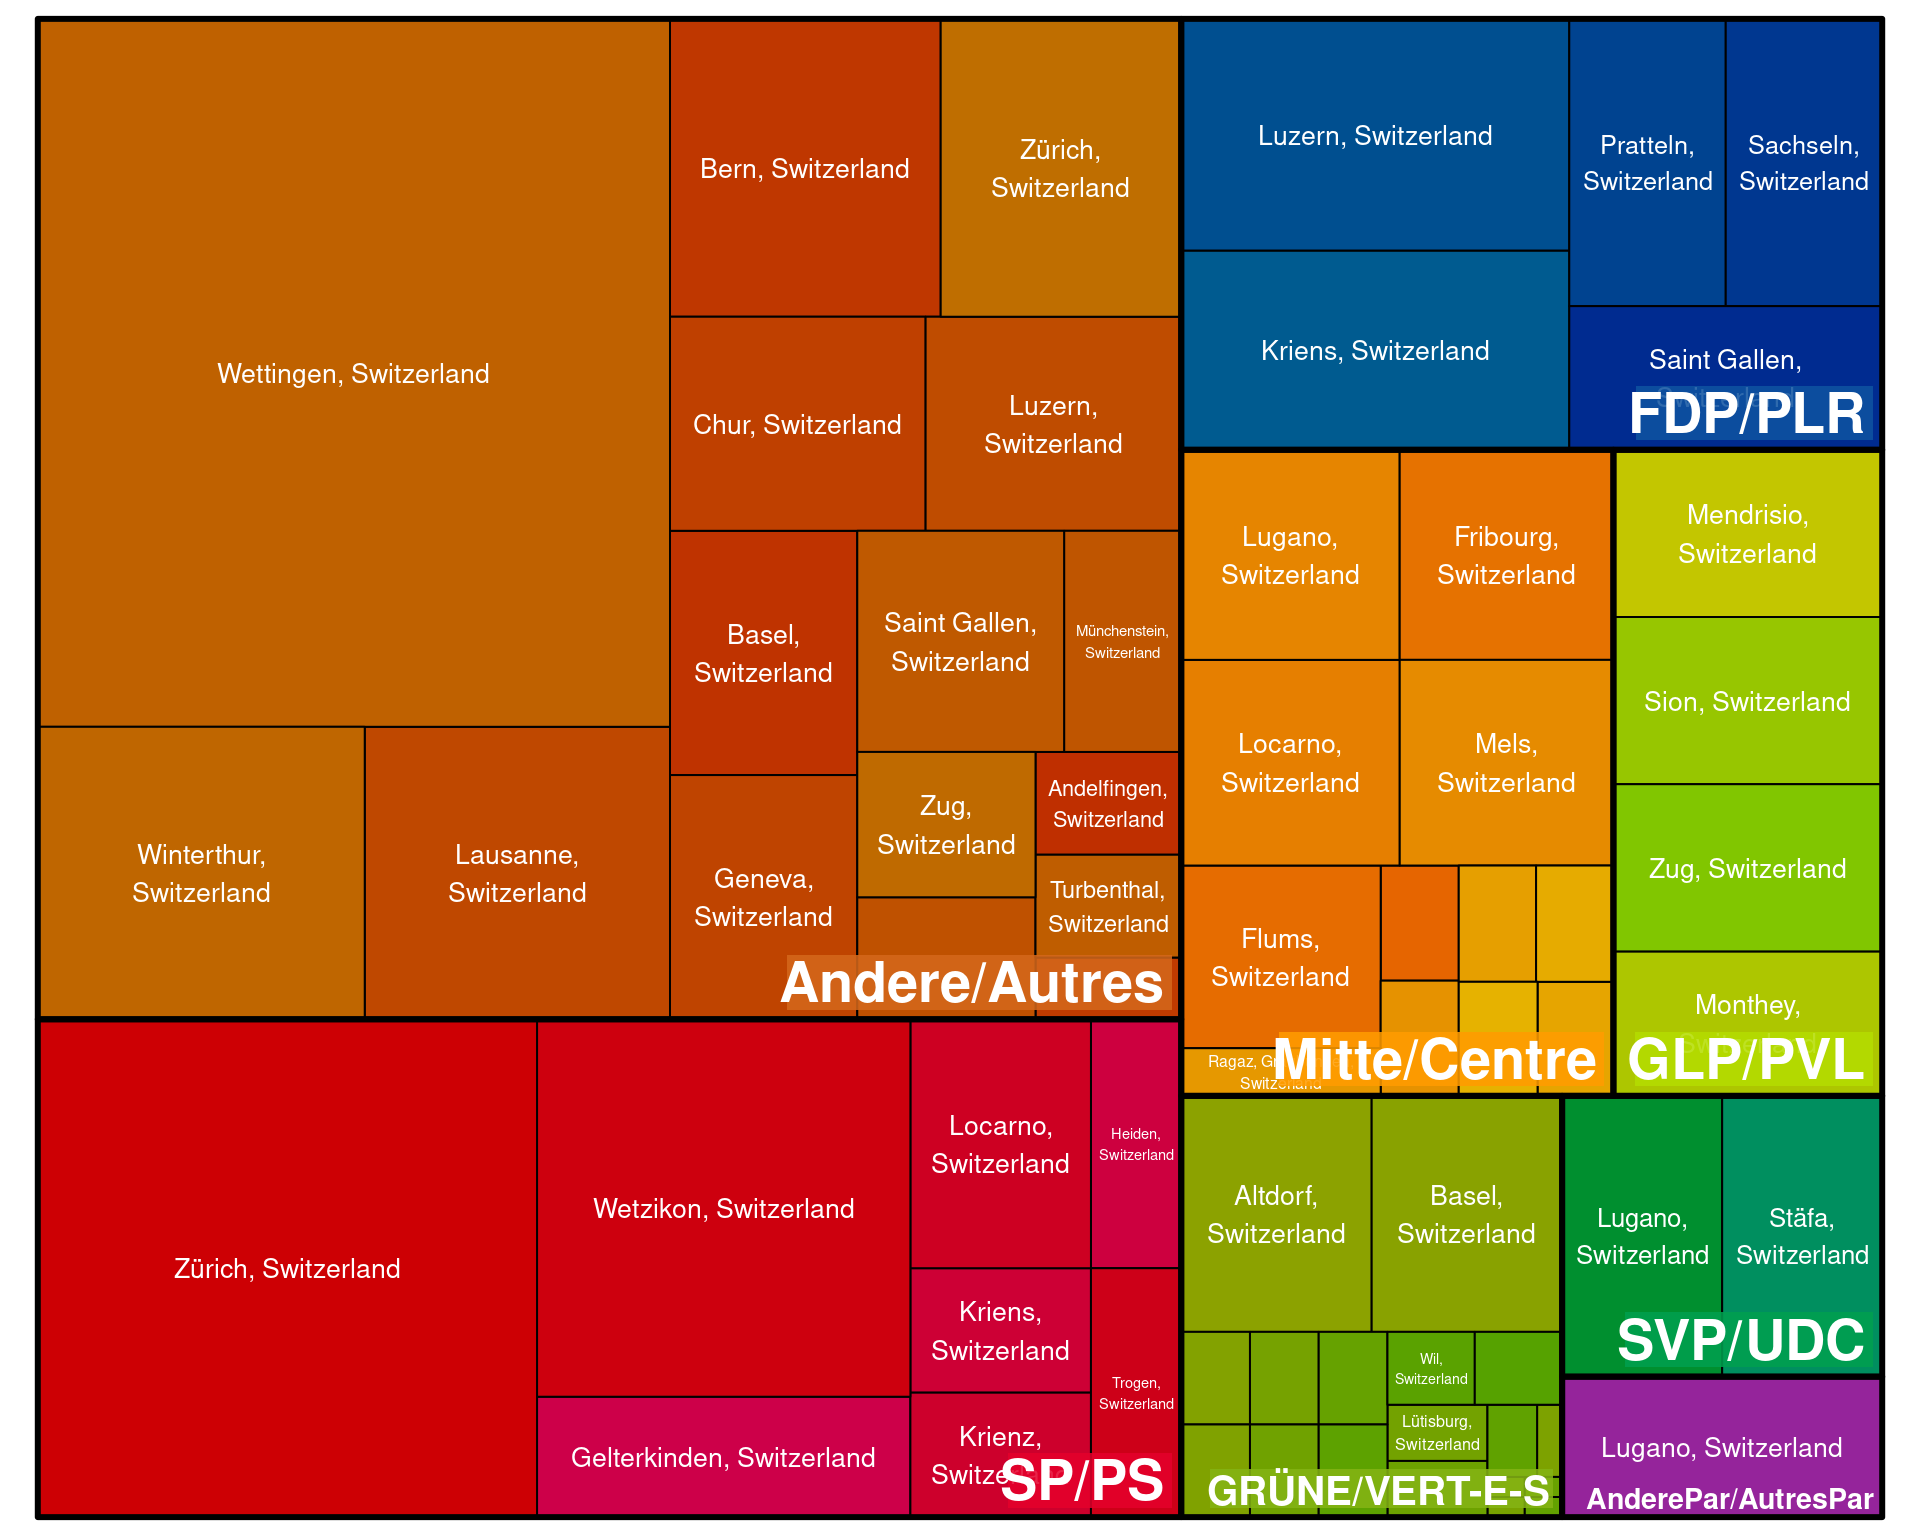 Wettingen, Switzerland
Bern, Switzerland
Zürich,
Switzerland
Chur, Switzerland
Luzern,
Switzerland
Basel,
Switzerland
Saint Gallen,
Switzerland
Münchenstein,
Switzerland
Winterthur,
Switzerland
Lausanne,
Switzerland
Geneva,
Switzerland
Zug,
Switzerland
Andelfingen,
Switzerland
Turbenthal,
Switzerland
Andere/Autres
Luzern, Switzerland
Pratteln,
Switzerland
Sachseln,
Switzerland
Kriens, Switzerland
Saint Gallen,
Switzerland
FDP/PLR
Lugano,
Switzerland
Fribourg,
Switzerland
Locarno,
Switzerland
Mels,
Switzerland
Flums,
Switzerland
Ragaz,
Switzerland
Mitte/Centre
Mendrisio,
Switzerland
Sion, Switzerland
Zug, Switzerland
Monthey,
Switzerland
GLP/PVL
Zürich, Switzerland
Wetzikon, Switzerland
Gelterkinden, Switzerland
Locarno,
Switzerland
Heiden,
Switzerland
Kriens,
Switzerland
Krienz,
Switzerland
Trogen,
Switzerland
SP/PS
Altdorf,
Switzerland
Basel,
Switzerland
Wil,
Switzerland
Lütisburg,
Switzerland
GRÜNE/VERT-E-S
Lugano,
Switzerland
Stäfa,
Switzerland
SVP/UDC
Lugano, Switzerland
AnderePar/AutresPar